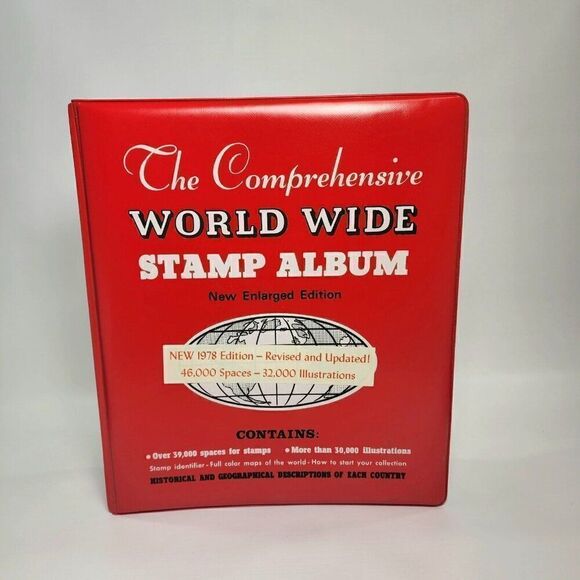 The Comprehensive
WORLD WIDE
STAMP ALBUM
New Enlarged Edition
NEW 1978 Edition – Revised and Updated!
46,000 Spaces – 32,000 Illustrations
CONTAINS:
• Over 39,000 spaces for stamps • More than 30,000 illustrations
Stamp identifier - Full color maps of the world - How to start your collection
HISTORICAL AND GEOGRAPHICAL DESCRIPTIONS OF EACH COUNTRY